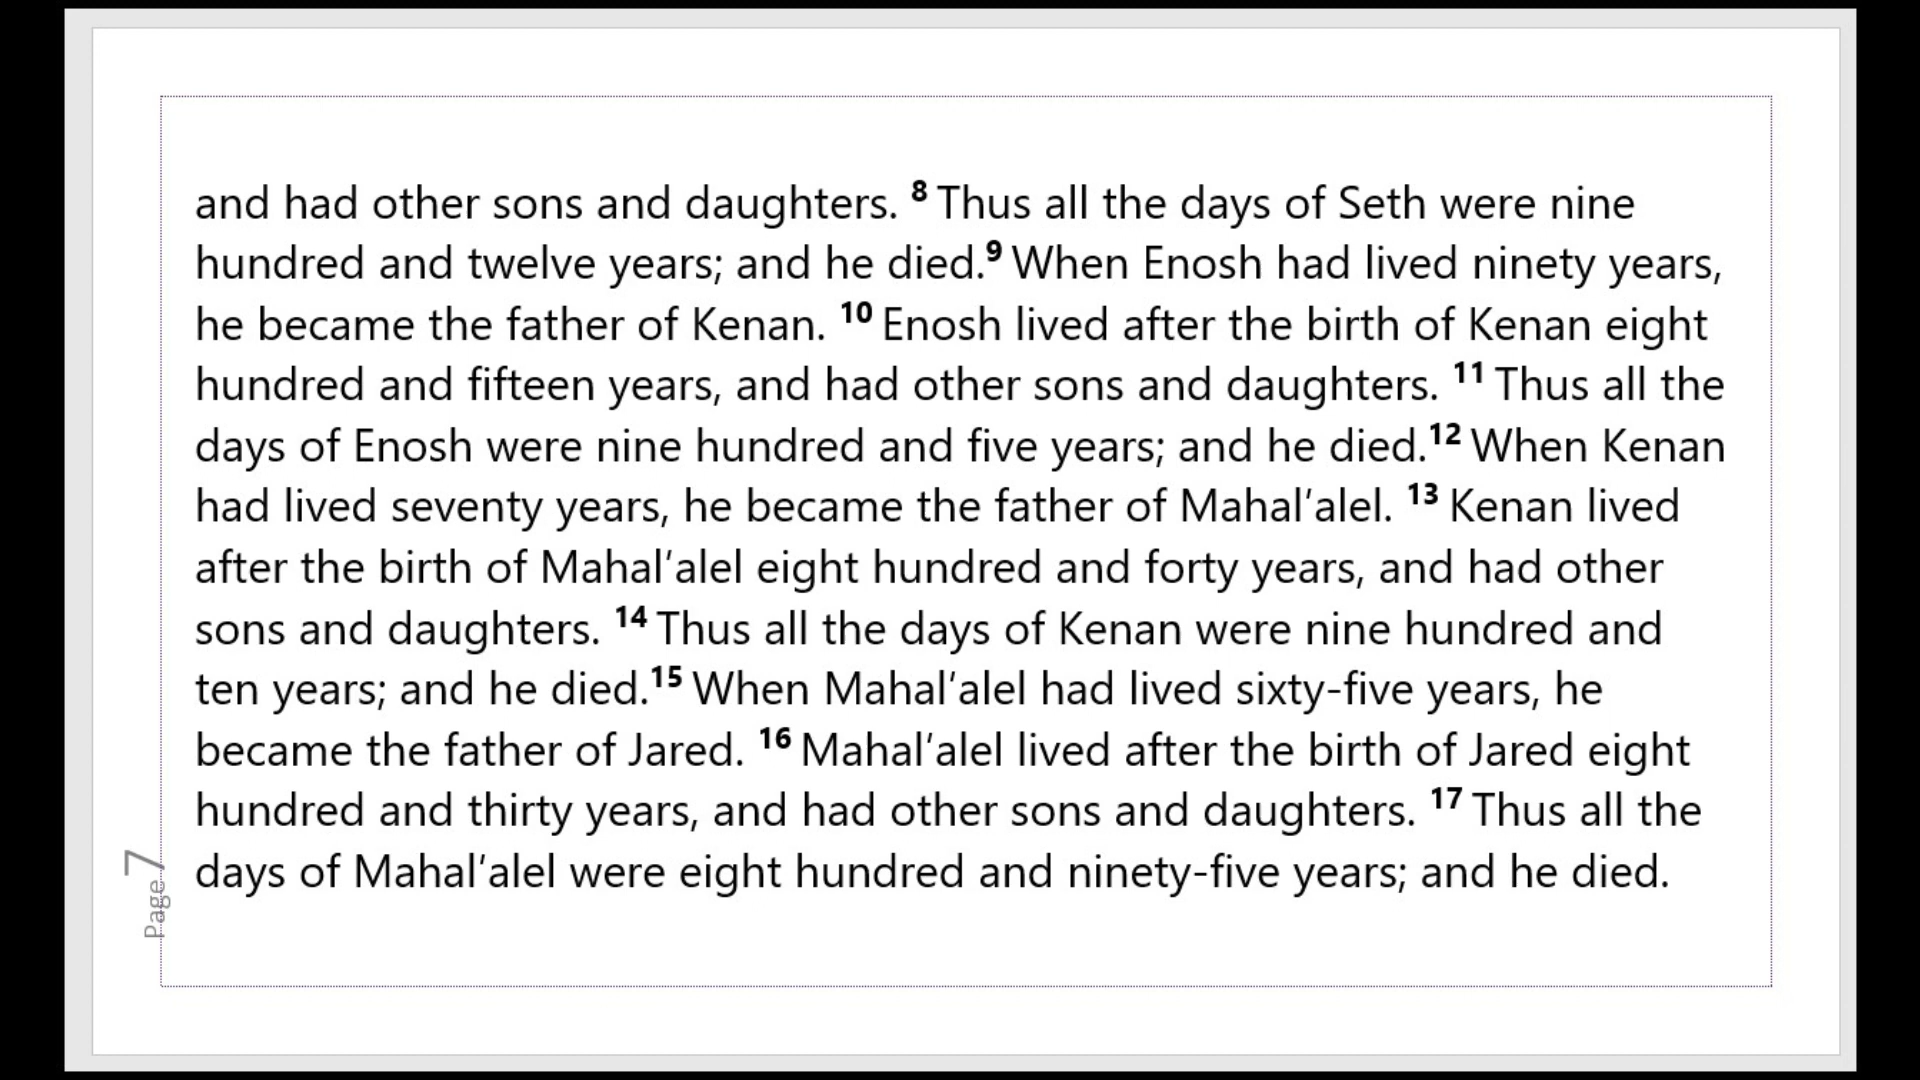 and had other sons and daughters. 8 Thus all the days of Seth were nine
hundred and twelve years; and he died.9 When Enosh had lived ninety years,
he became the father of Kenan. 10 Enosh lived after the birth of Kenan eight
hundred and fifteen years, and had other sons and daughters. 11 Thus all the
days of Enosh were nine hundred and five years; and he died.12 When Kenan
had lived seventy years, he became the father of Mahal′alel. 13 Kenan lived
after the birth of Mahal′alel eight hundred and forty years, and had other
sons and daughters. 14 Thus all the days of Kenan were nine hundred and
ten years; and he died.15 When Mahal′alel had lived sixty-five years, he
became the father of Jared. 16 Mahal′alel lived after the birth of Jared eight
hundred and thirty years, and had other sons and daughters. 17 Thus all the
days of Mahal′alel were eight hundred and ninety-five years; and he died.
Page 7